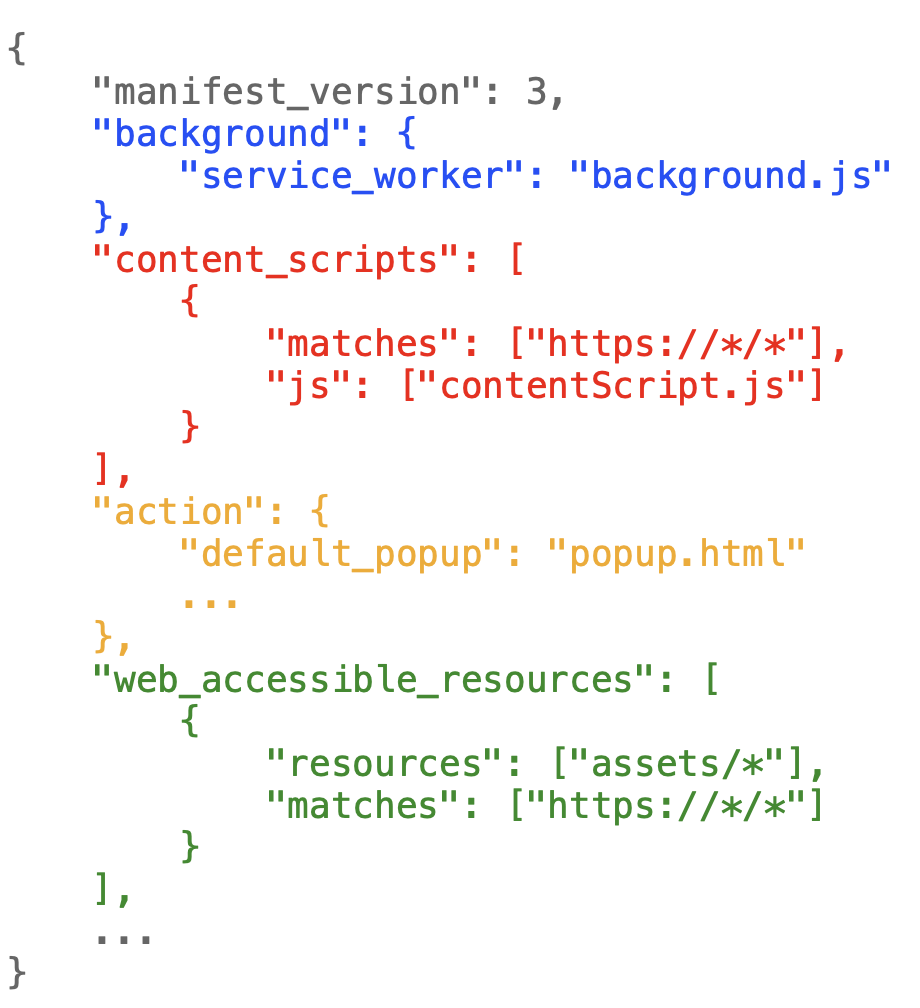 {
    "manifest_version": 3,
    "background": {
        "service_worker": "background.js"
    },
    "content_scripts": [
        {
            "matches": ["https://*/*"],
            "js": ["contentScript.js"]
        }
    ],
    "action": {
        "default_popup": "popup.html"
        ...
    },
    "web_accessible_resources": [
        {
            "resources": ["assets/*"],
            "matches": ["https://*/*"]
        }
    ],
    ...
}